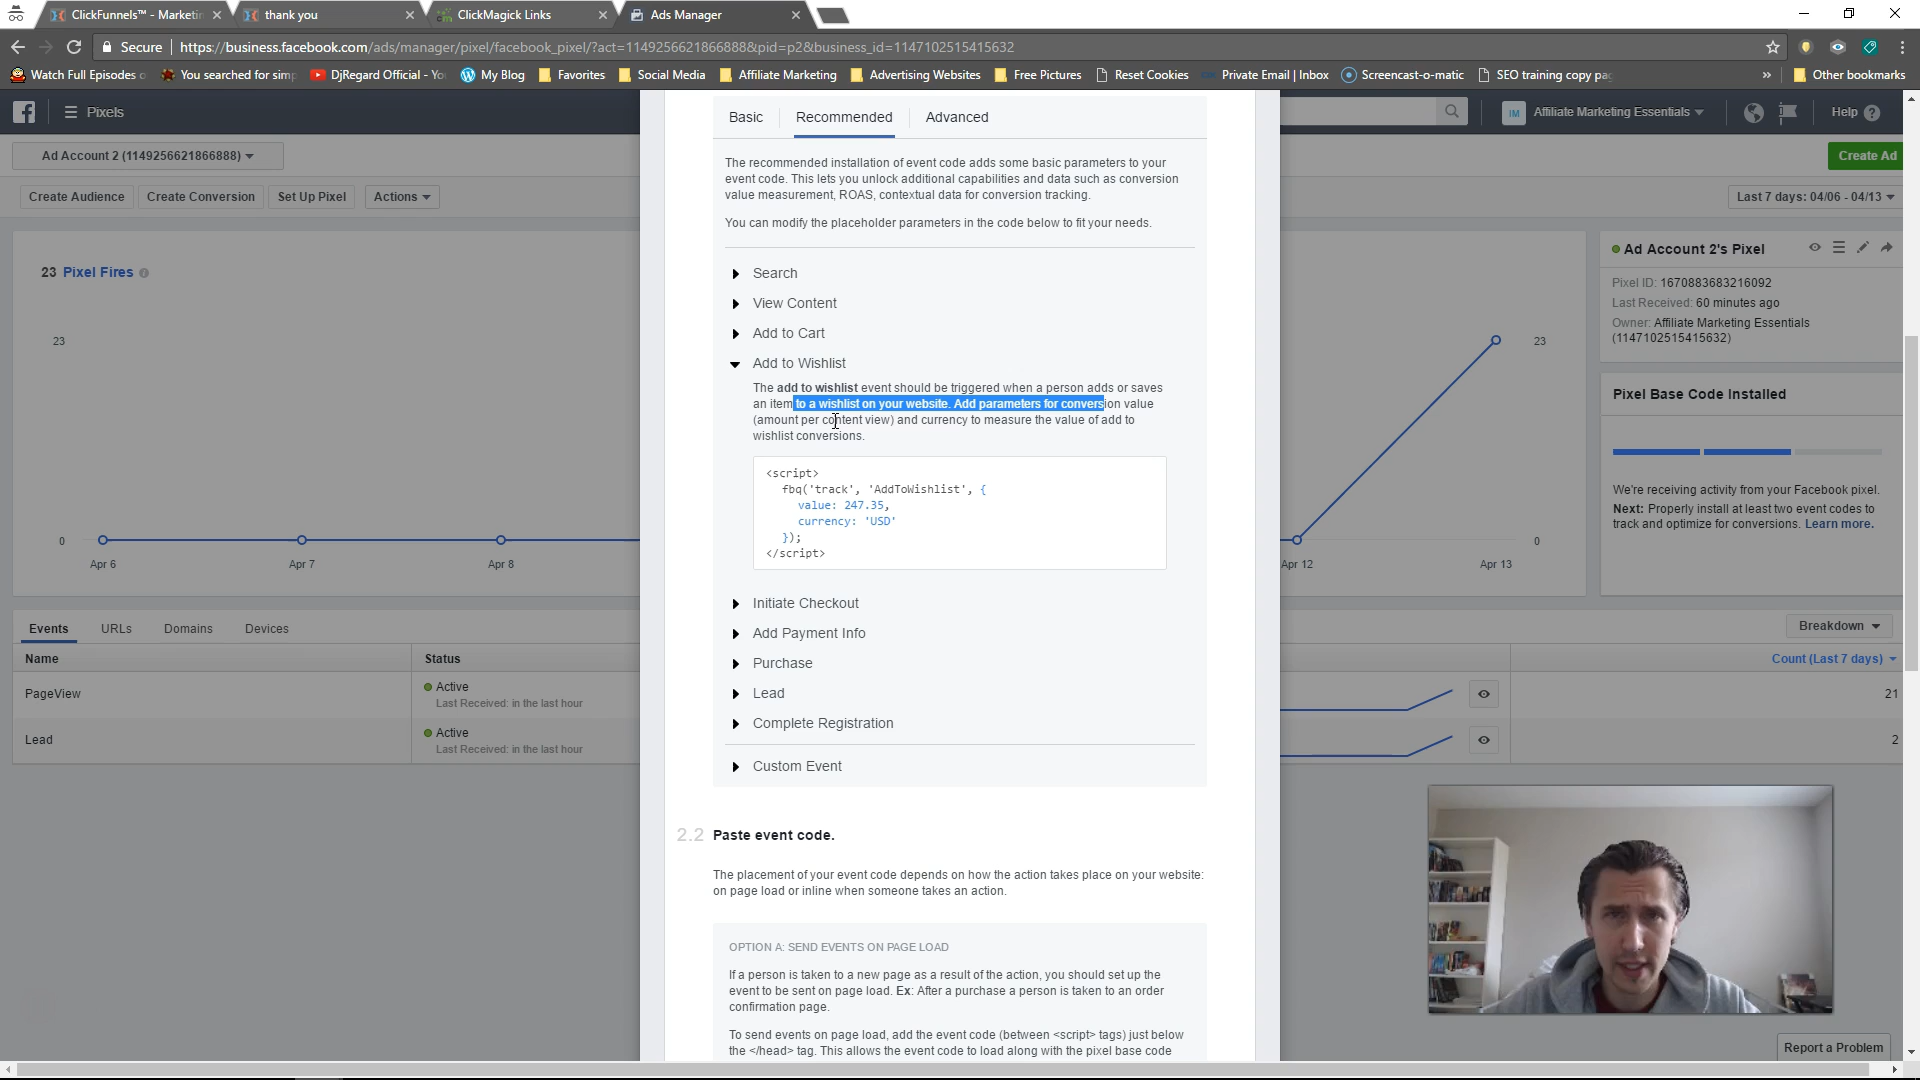 ClickFunnels™ - Marketin
thank you
ClickMagick Links
Ads Manager
Secure
https://business.facebook.com/ads/manager/pixel/facebook_pixel/?act=1149256621866888&pid=p2&business_id=1147102515415632
Watch Full Episodes o
You searched for simp
DjRegard Official - Yo
My Blog
Favorites
Social Media
Affiliate Marketing
Advertising Websites
Free Pictures
Reset Cookies
Private Email | Inbox
Screencast-o-matic
SEO training copy pag
»
Other bookmarks
Pixels
IM
Affiliate Marketing Essentials
Help
Ad Account 2 (1149256621866888)
Create Ad
Create Audience
Create Conversion
Set Up Pixel
Actions
Last 7 days: 04/06 - 04/13
23 Pixel Fires
23
0
Apr 6
Apr 7
Apr 8
Basic
Recommended
Advanced
The recommended installation of event code adds some basic parameters to your
event code. This lets you unlock additional capabilities and data such as conversion
value measurement, ROAS, contextual data for conversion tracking.
You can modify the placeholder parameters in the code below to fit your needs.
Search
View Content
Add to Cart
Add to Wishlist
The add to wishlist event should be triggered when a person adds or saves
an item to a wishlist on your website. Add parameters for conversion value
(amount per content view) and currency to measure the value of add to
wishlist conversions.
<script>
fbq('track', 'AddToWishlist', {
value: 247.35,
currency: 'USD'
});
</script>
Initiate Checkout
Add Payment Info
Purchase
Lead
Complete Registration
Custom Event
2.2 Paste event code.
The placement of your event code depends on how the action takes place on your website:
on page load or inline when someone takes an action.
OPTION A: SEND EVENTS ON PAGE LOAD
If a person is taken to a new page as a result of the action, you should set up the
event to be sent on page load. Ex: After a purchase a person is taken to an order
confirmation page.
To send events on page load, add the event code (between <script> tags) just below
the </head> tag. This allows the event code to load along with the pixel base code
23
0
Apr 12
Apr 13
Ad Account 2's Pixel
Pixel ID: 1670883683216092
Last Received: 60 minutes ago
Owner: Affiliate Marketing Essentials
(1147102515415632)
Pixel Base Code Installed
We're receiving activity from your Facebook pixel.
Next: Properly install at least two event codes to
track and optimize for conversions. Learn more.
Events
URLs
Domains
Devices
Breakdown
Name
Status
Count (Last 7 days)
PageView
Active
Last Received: in the last hour
21
Lead
Active
Last Received: in the last hour
2
Report a Problem